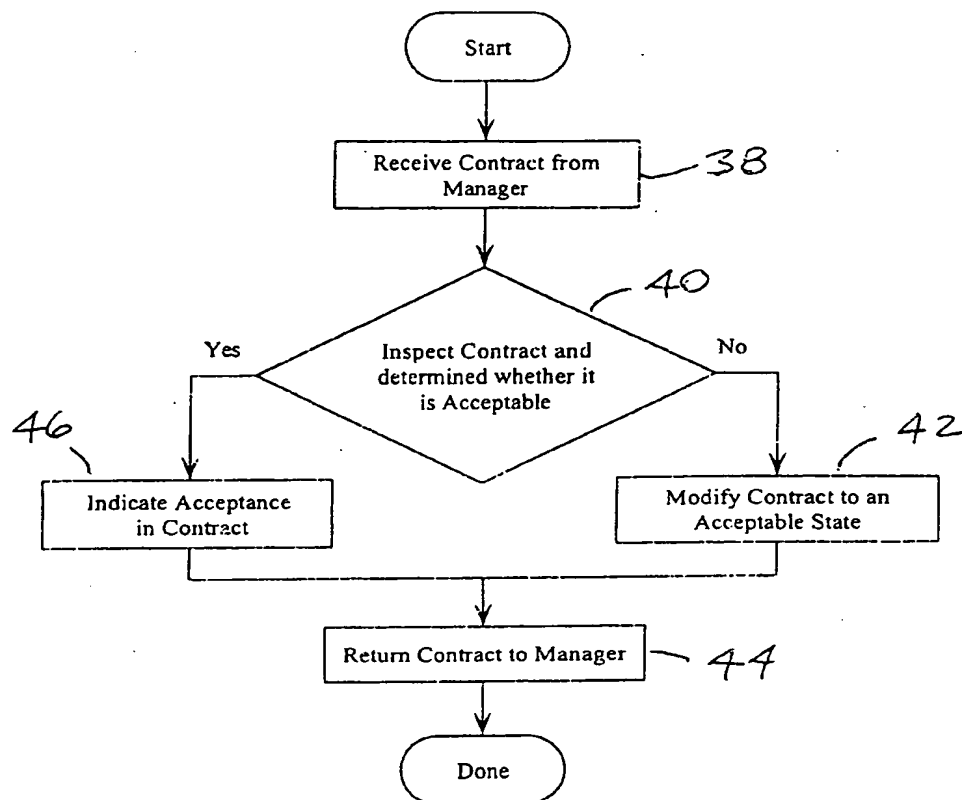 Start
Receive Contract from
Manager
38
40
Yes
Inspect Contract and
determined whether it
is Acceptable
No
46
42
Indicate Acceptance
in Contract
Modify Contract to an
Acceptable State
Return Contract to Manager
44
Done